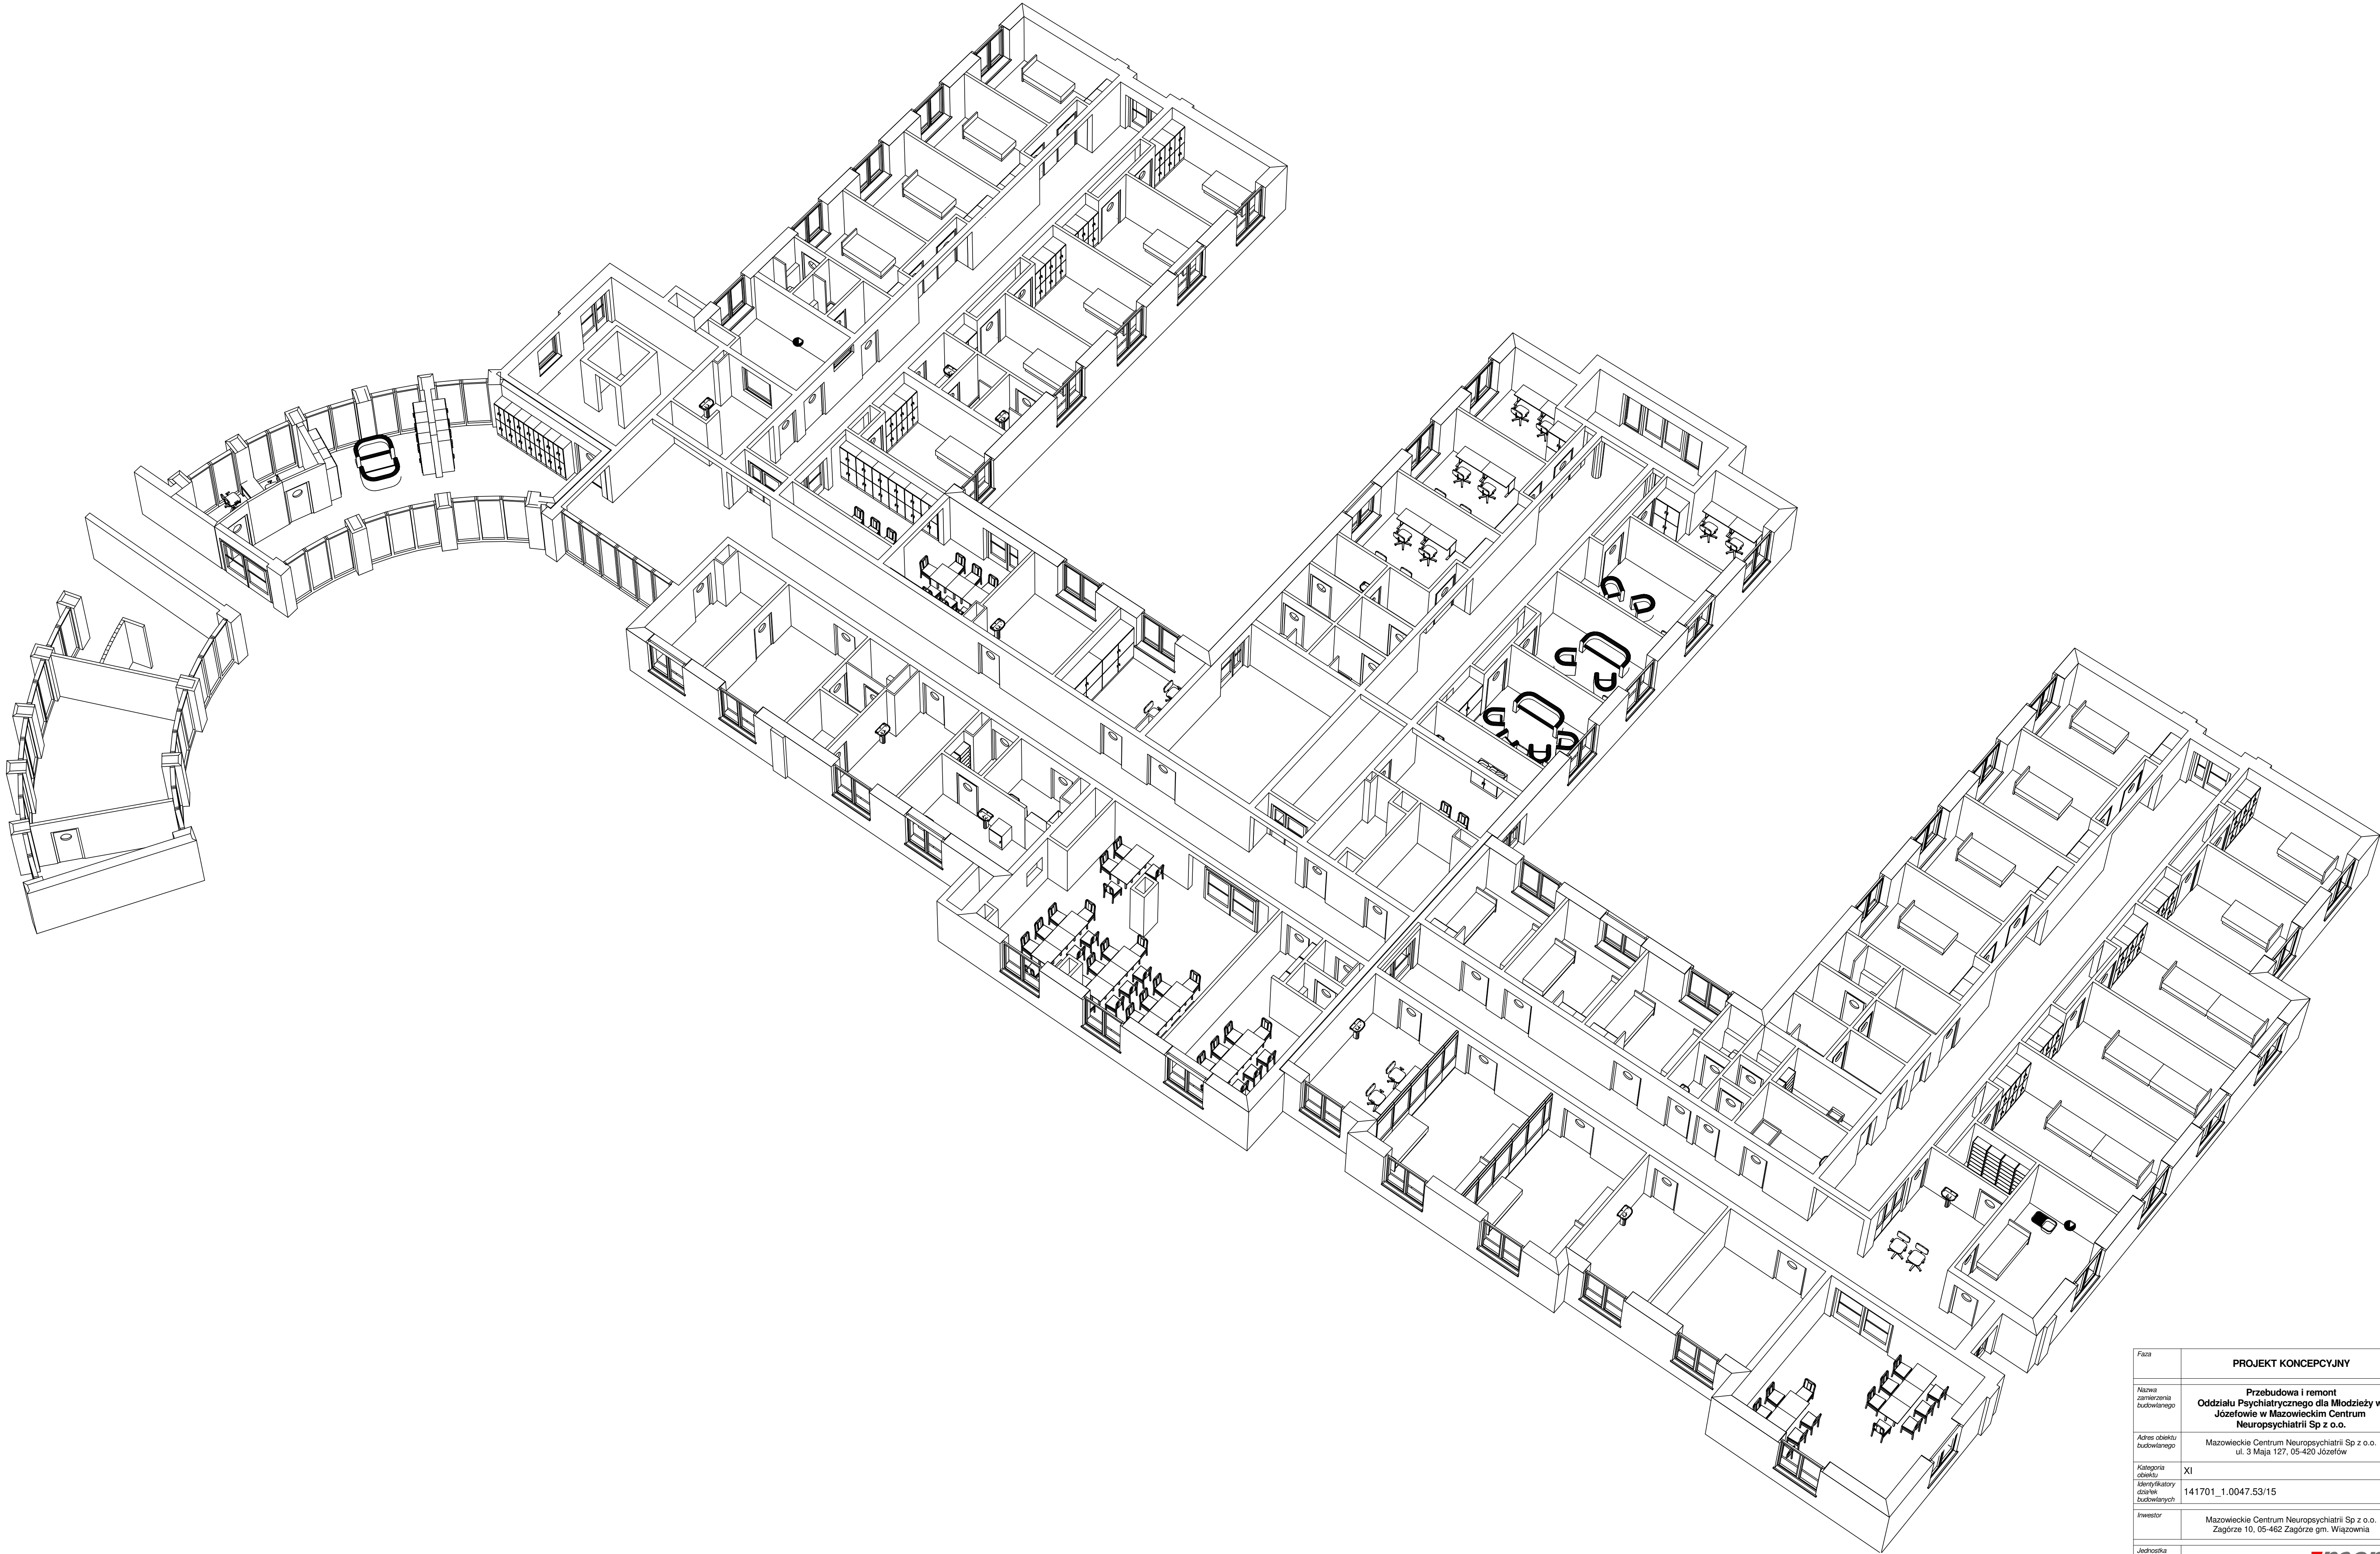 Faza
PROJEKT KONCEPCYJNY
Nazwa
zamierzenia
budowlanego
Przebudowa i remont
Oddziału Psychiatrycznego dla Młodzieży w
Józefowie w Mazowieckim Centrum
Neuropsychiatrii Sp z o.o.
Adres obiektu
budowlanego
Mazowieckie Centrum Neuropsychiatrii Sp z o.o.
ul. 3 Maja 127, 05-420 Józefów
Kategoria
obiektu
XI
Identyfikatory
działek
budowlanych
141701_1.0047.53/15
Inwestor
Mazowieckie Centrum Neuropsychiatrii Sp z o.o.
Zagórze 10, 05-462 Zagórze gm. Wiązownia
Jednostka